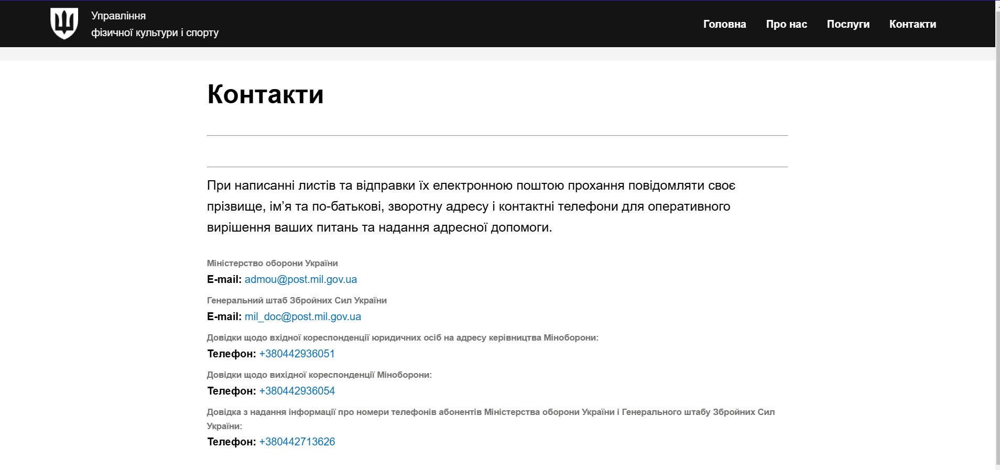 Управління
фізичної культури і спорту
Головна
Про нас
Послуги
Контакти
Контакти
При написанні листів та відправки їх електронною поштою прохання повідомляти своє
прізвище, ім’я та по-батькові, зворотну адресу і контактні телефони для оперативного
вирішення ваших питань та надання адресної допомоги.
Міністерство оборони України
E-mail: admou@post.mil.gov.ua
Генеральний штаб Збройних Сил України
E-mail: mil_doc@post.mil.gov.ua
Довідки щодо вхідної кореспонденції юридичних осіб на адресу керівництва Міноборони:
Телефон: +380442936051
Довідки щодо вихідної кореспонденції Міноборони:
Телефон: +380442936054
Довідка з надання інформації про номери телефонів абонентів Міністерства оборони України і Генерального штабу Збройних Сил
України:
Телефон: +380442713626